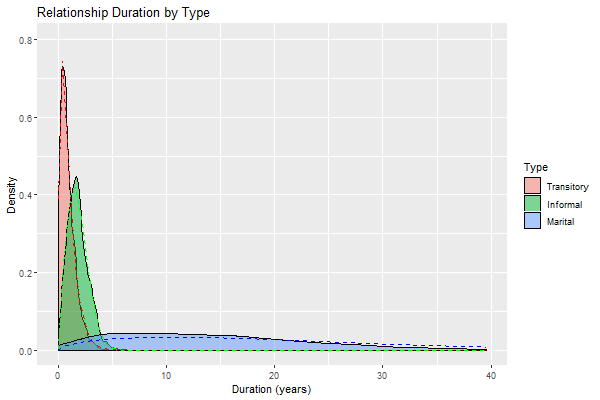 Relationship Duration by Type
0.8
0.6
0.4
0.2
0.0
Density
0
10
20
30
40
Duration (years)
Type
Transitory
Informal
Marital